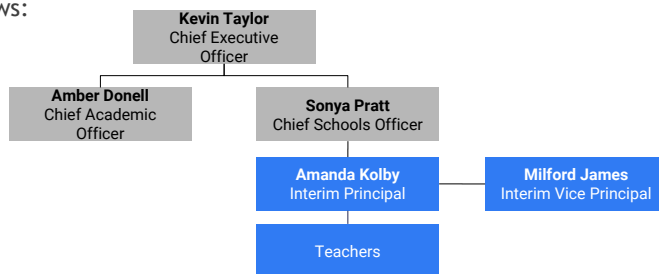 ws:
Kevin Taylor
Chief Executive
Officer
Amber Donell
Chief Academic
Officer
Sonya Pratt
Chief Schools Officer
Amanda Kolby
Interim Principal
Milford James
Interim Vice Principal
Teachers